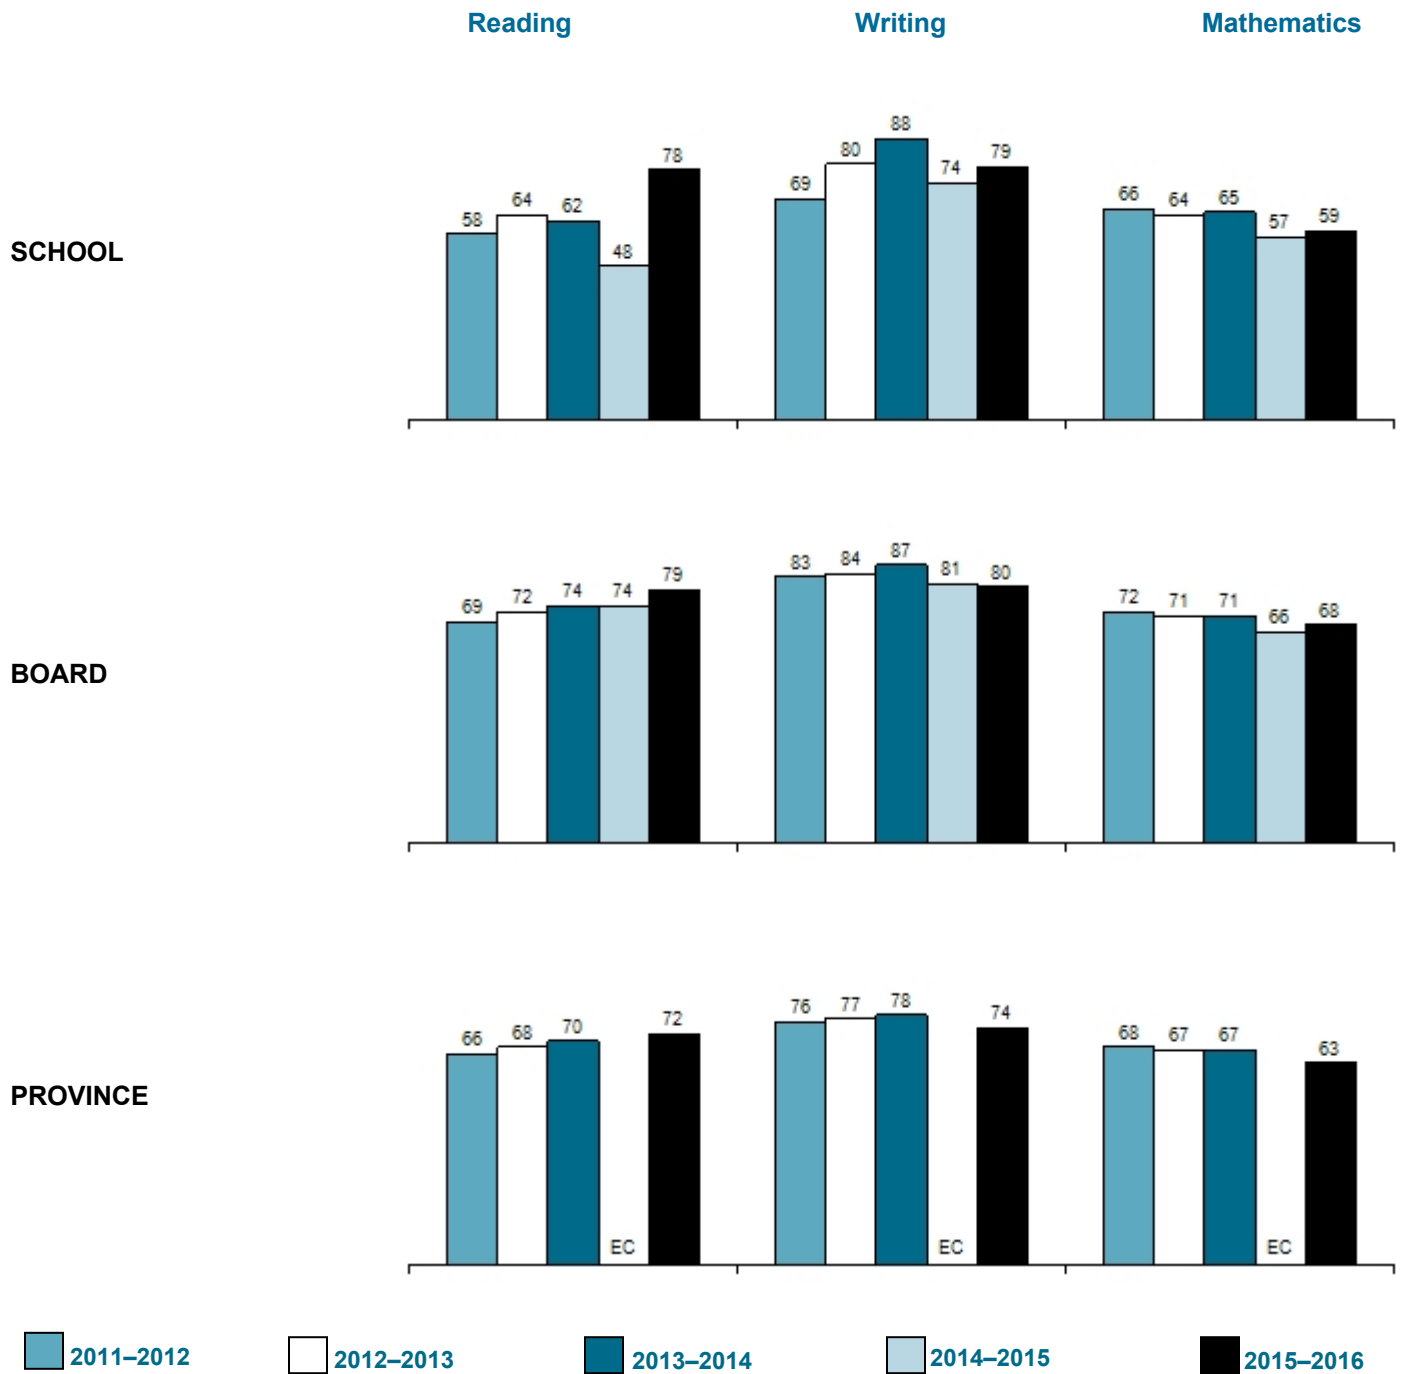 Reading Writing Mathematics
SCHOOL
58 64 62 48 78 69 80 88 74 79 66 64 65 57 59
BOARD
69 72 74 74 79 83 84 87 81 80 72 71 71 66 68
PROVINCE
66 68 70 EC 72 76 77 78 EC 74 68 67 67 EC 63
2011–2012 2012–2013 2013–2014 2014–2015 2015–2016